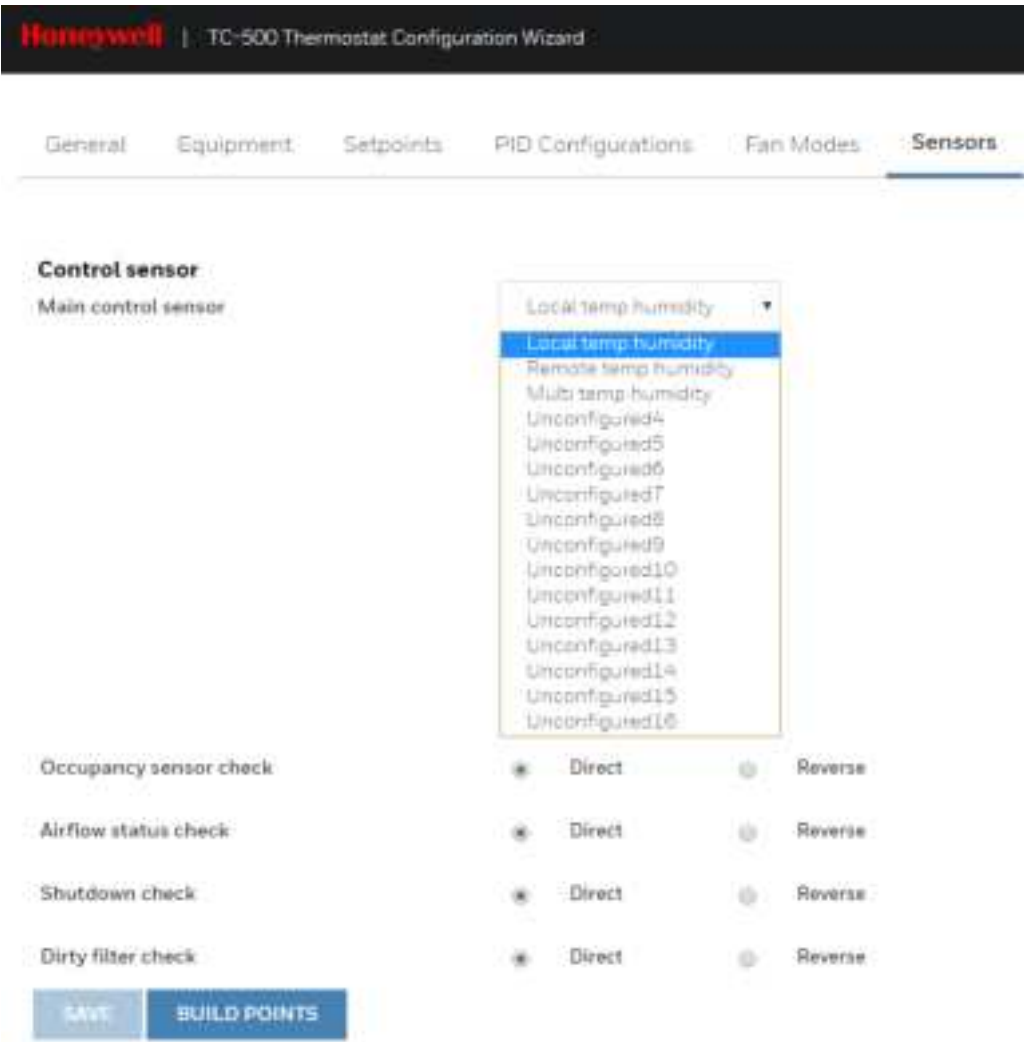 Honeywell | TC-500 Thermostat Configuration Wizard
General Equipment Setpoints PID Configurations Fan Modes Sensors
Control sensor
Main control sensor Local temp humidity
Local temp humidity
Remote temp humidity
Multi temp humidity
Unconfigured4
Unconfigured5
Unconfigured6
Unconfigured7
Unconfigured8
Unconfigured9
Unconfigured10
Unconfigured11
Unconfigured12
Unconfigured13
Unconfigured14
Unconfigured15
Unconfigured16
Occupancy sensor check Direct Reverse
Airflow status check Direct Reverse
Shutdown check Direct Reverse
Dirty filter check Direct Reverse
SAVE BUILD POINTS